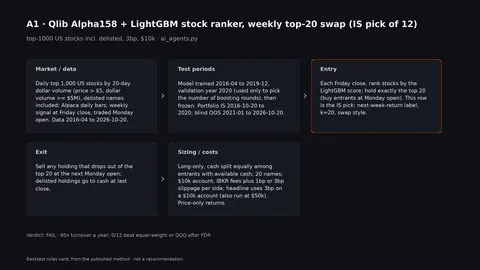 A1 · Qlib Alpha158 + LightGBM stock ranker, weekly top-20 swap (IS pick of 12)
top-1000 US stocks incl. delisted, 3bp, $10k · ai_agents.py
Market / data
Daily top 1,000 US stocks by 20-day
dollar volume (price > $5, dollar
volume >= $5M), delisted names
included; Alpaca daily bars; weekly
signal at Friday close, traded Monday
open. Data 2016-04 to 2026-10-20.
Test periods
Model trained 2016-04 to 2019-12,
validation year 2020 (used only to pick
the number of boosting rounds), then
frozen. Portfolio IS 2016-10-20 to
2020; blind OOS 2021-01 to 2026-10-20.
Entry
Each Friday close, rank stocks by the
LightGBM score; hold exactly the top 20
(buy entrants at Monday open). This row
is the IS pick: next-week-return label,
k=20, swap style.
Exit
Sell any holding that drops out of the
top 20 at the next Monday open;
delisted holdings go to cash at last
close.
Sizing / costs
Long-only, cash split equally among
entrants with available cash; 20 names;
$10k account. IBKR fees plus 1bp or 3bp
slippage per side; headline uses 3bp on
a $10k account (also run at $50k).
Price-only returns.
Verdict: FAIL · 95x turnover a year; 0/12 beat equal-weight or QQQ after FDR
Backtest rules card, from the published method · not a recommendation